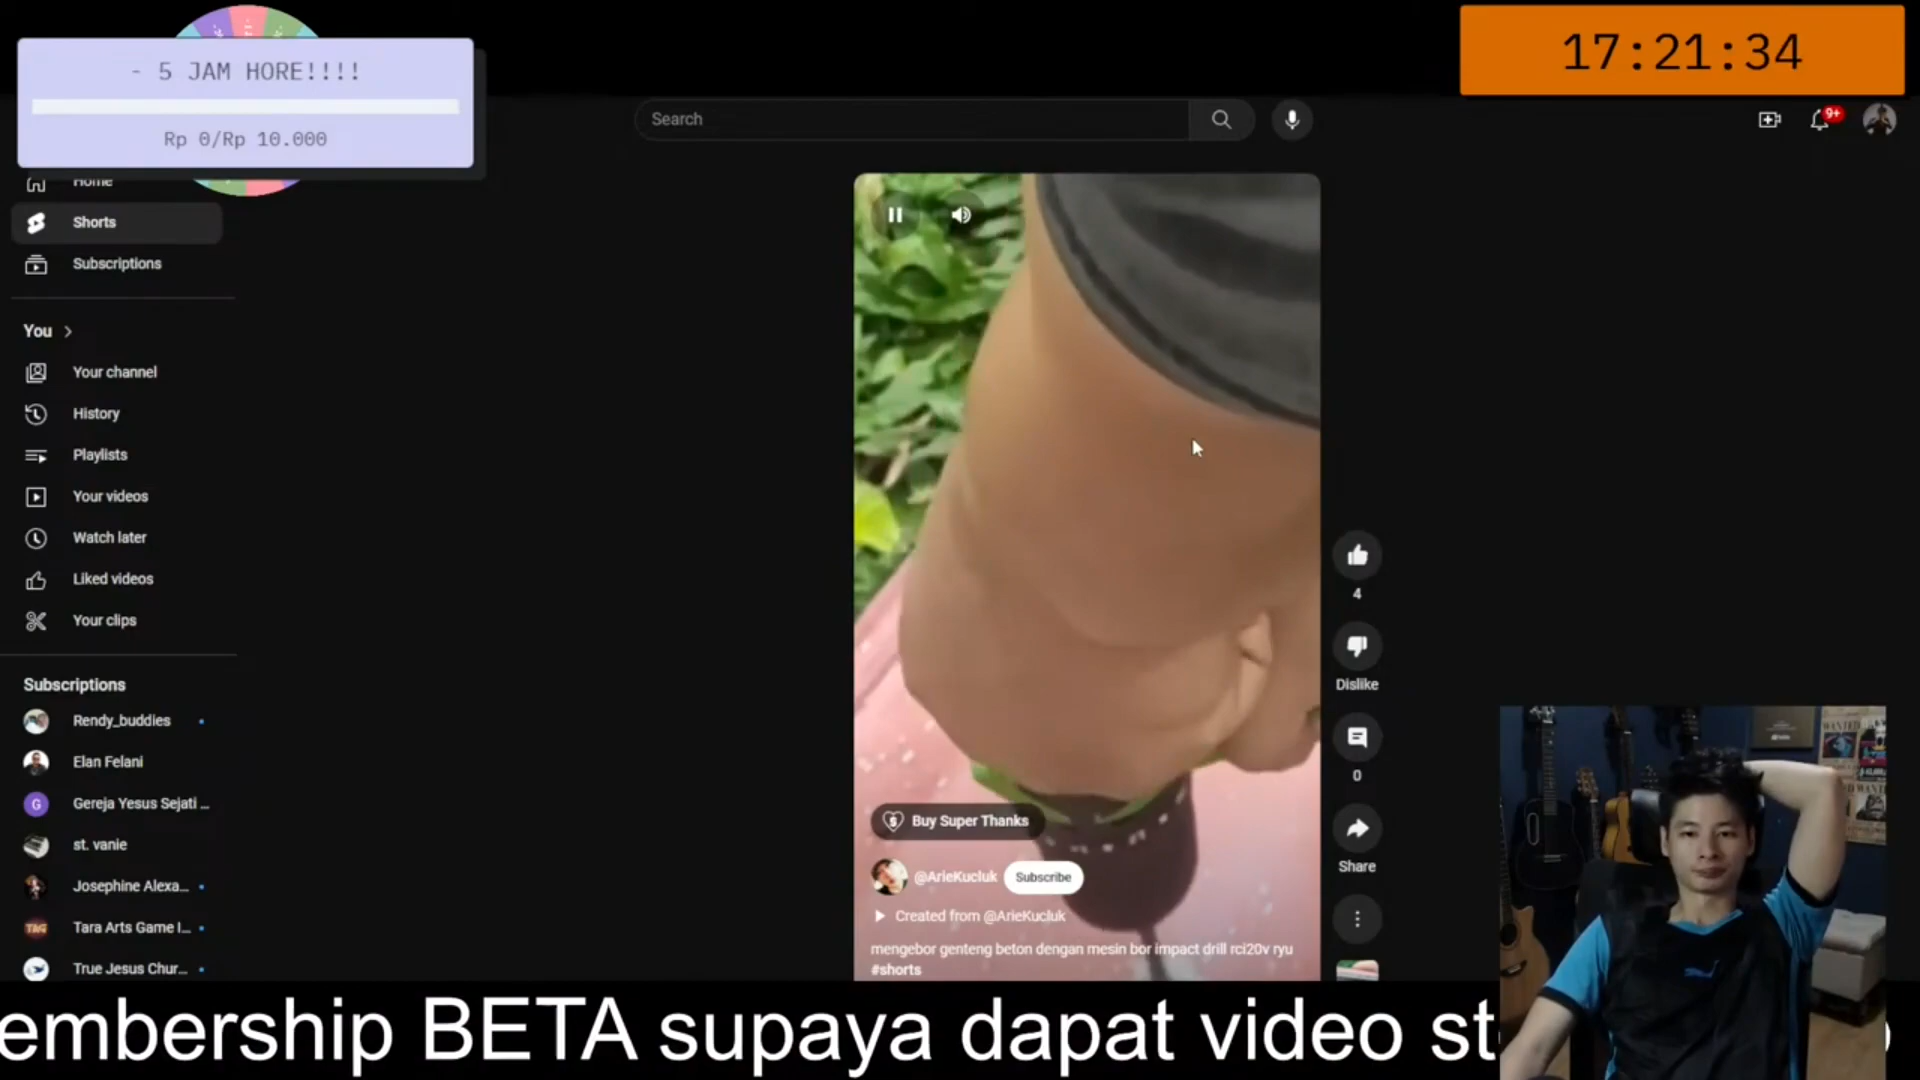 - 5 JAM HORE!!!!
Rp 0/Rp 10.000
17:21:34
Search
9+
Home
Shorts
Subscriptions
You
Your channel
History
Playlists
Your videos
Watch later
Liked videos
Your clips
Subscriptions
Rendy_buddies
Elan Felani
G
Gereja Yesus Sejati ...
st. vanie
Josephine Alexa...
TAG
Tara Arts Game I...
True Jesus Chur...
4
Dislike
0
Share
Buy Super Thanks
@ArieKucluk
Subscribe
Created from @ArieKucluk
mengebor genteng beton dengan mesin bor impact drill rci20v ryu
#shorts
WANTED
embership BETA supaya dapat video st